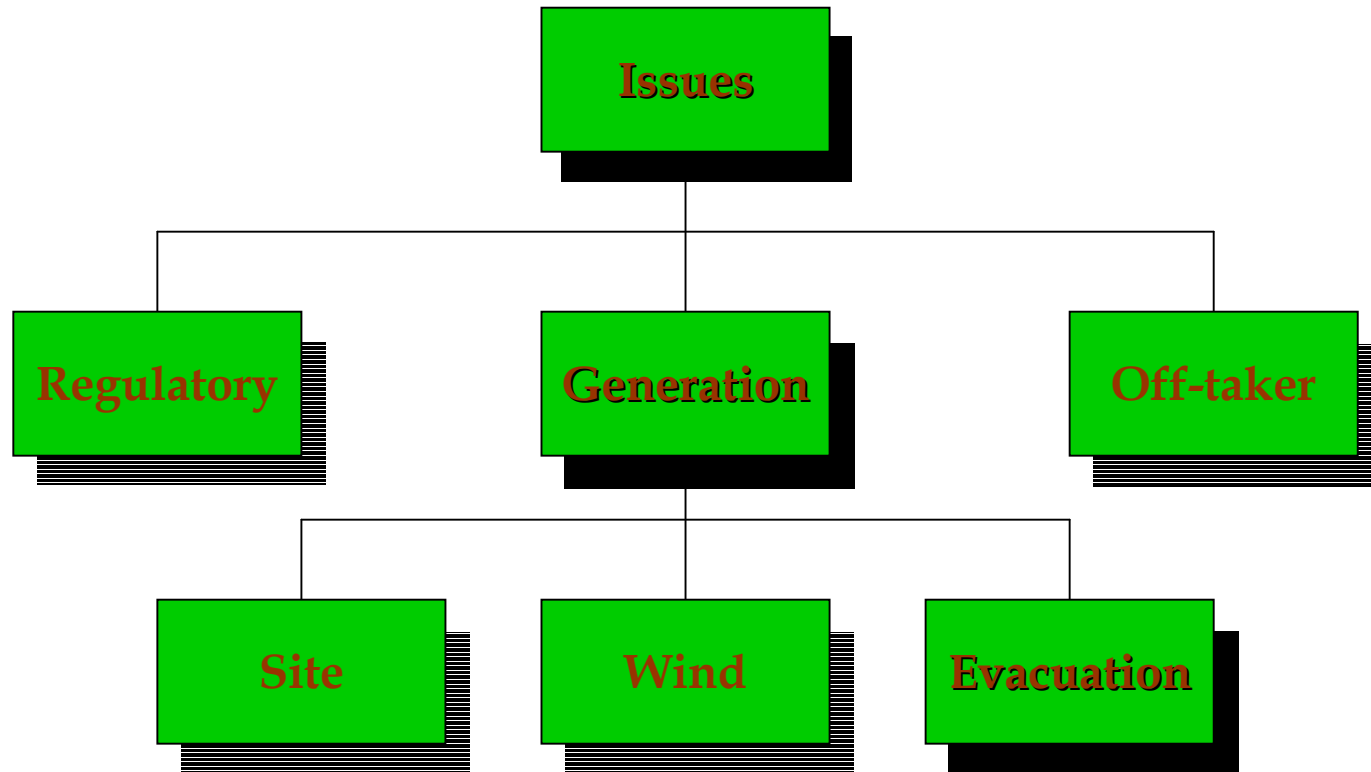 Issues
Regulatory
Generation
Off-taker
Site
Wind
Evacuation